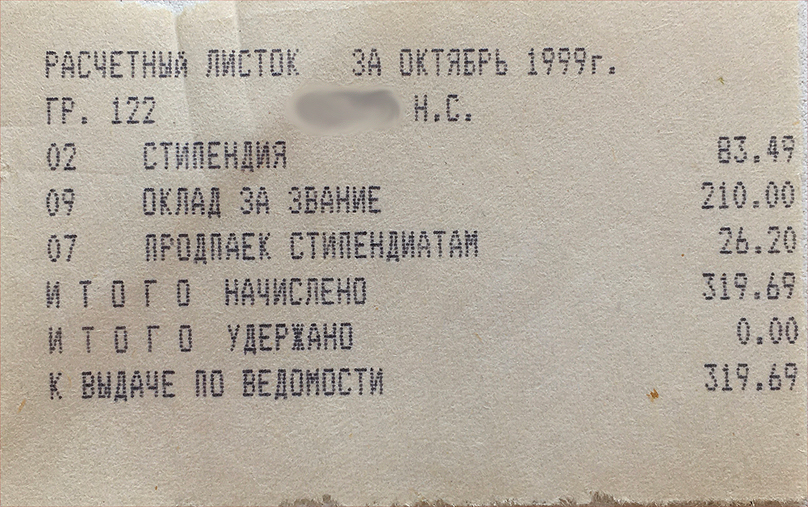 РАСЧЕТНЫЙ ЛИСТОК ЗА ОКТЯБРЬ 1999г.
ГР. 122 Н.С.
02 СТИПЕНДИЯ 83.49
09 ОКЛАД ЗА ЗВАНИЕ 210.00
07 ПРОДПАЕК СТИПЕНДИАТАМ 26.20
И Т О Г О НАЧИСЛЕНО 319.69
И Т О Г О УДЕРЖАНО 0.00
К ВЫДАЧЕ ПО ВЕДОМОСТИ 319.69